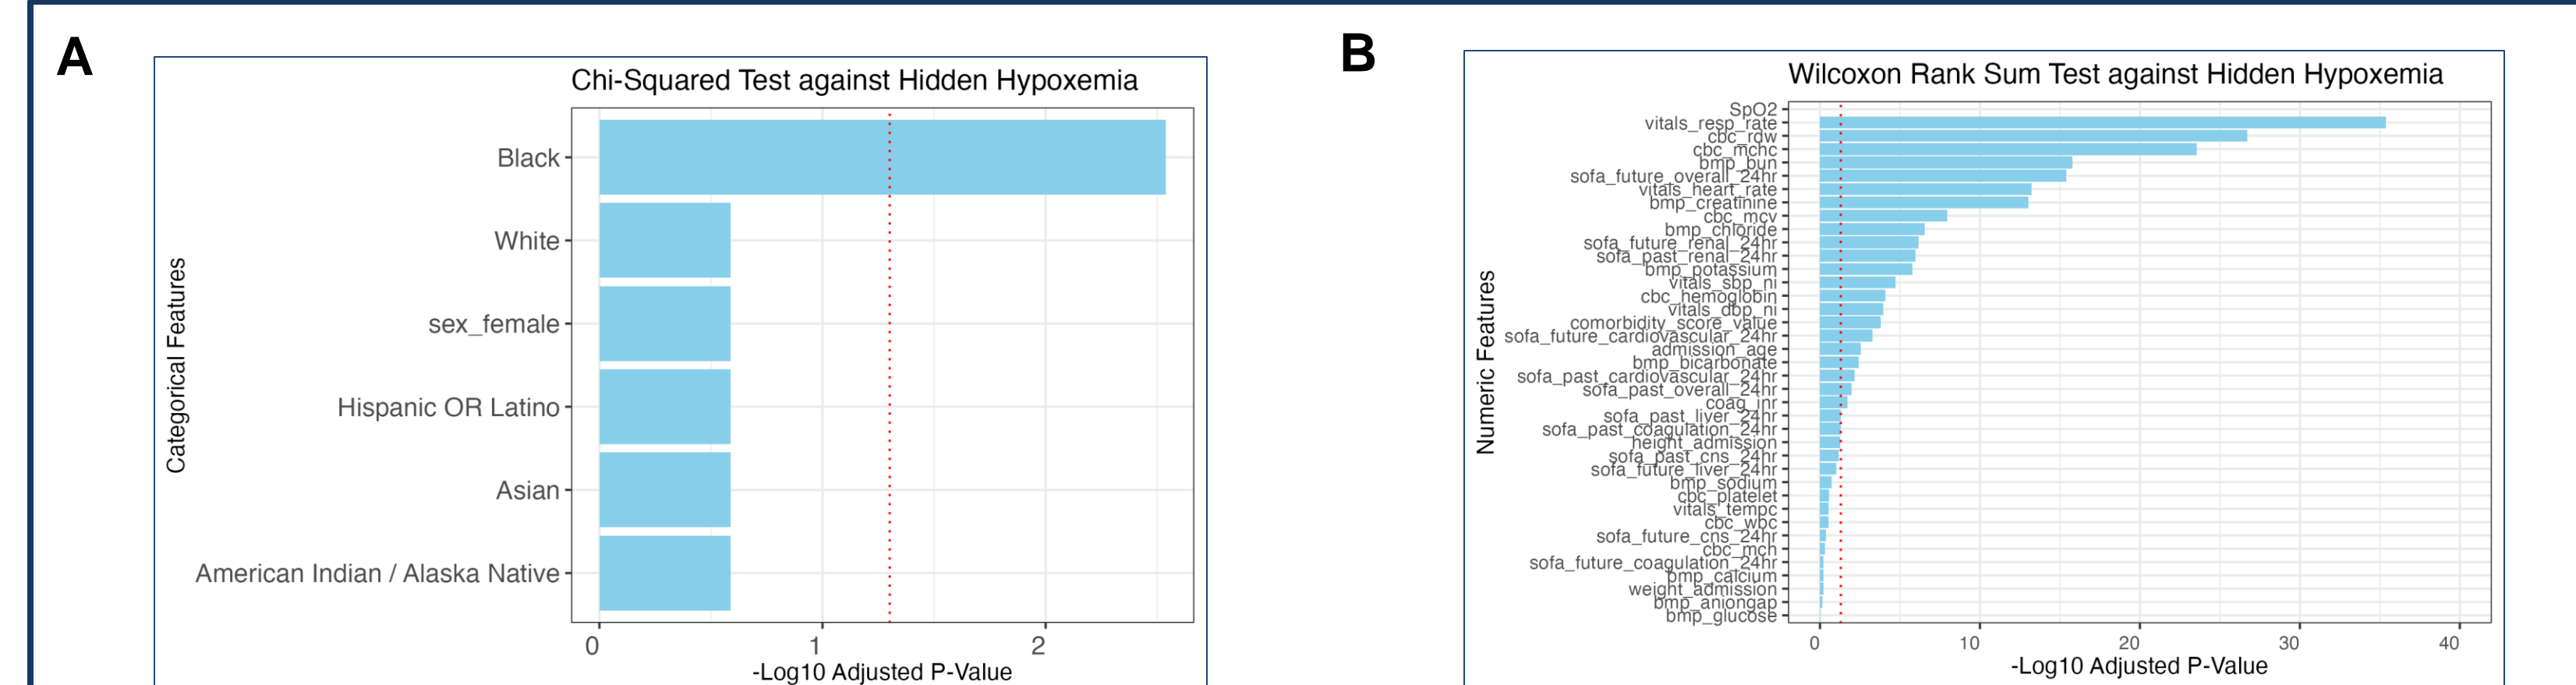 A
Chi-Squared Test against Hidden Hypoxemia
Categorical Features
Black
White
sex_female
Hispanic OR Latino
Asian
American Indian / Alaska Native
0 1 2
-Log10 Adjusted P-Value
B
Wilcoxon Rank Sum Test against Hidden Hypoxemia
Numeric Features
SpO2
vitals_resp_rate
cbc_rdw
cbc_mchc
bmp_bun
sofa_future_overall_24hr
vitals_heart_rate
bmp_creatinine
cbc_mcv
bmp_chloride
sofa_future_renal_24hr
sofa_past_renal_24hr
bmp_potassium
vitals_sbp_ni
cbc_hemoglobin
vitals_dbp_ni
comorbidity_score_value
sofa_future_cardiovascular_24hr
admission_age
bmp_bicarbonate
sofa_past_cardiovascular_24hr
sofa_past_overall_24hr
coag_inr
sofa_past_liver_24hr
sofa_past_coagulation_24hr
height_admission
sofa_past_cns_24hr
sofa_future_liver_24hr
bmp_sodium
cbc_platelet
vitals_tempc
cbc_wbc
sofa_future_cns_24hr
cbc_mch
sofa_future_coagulation_24hr
bmp_calcium
weight_admission
bmp_aniongap
bmp_glucose
0 10 20 30 40
-Log10 Adjusted P-Value